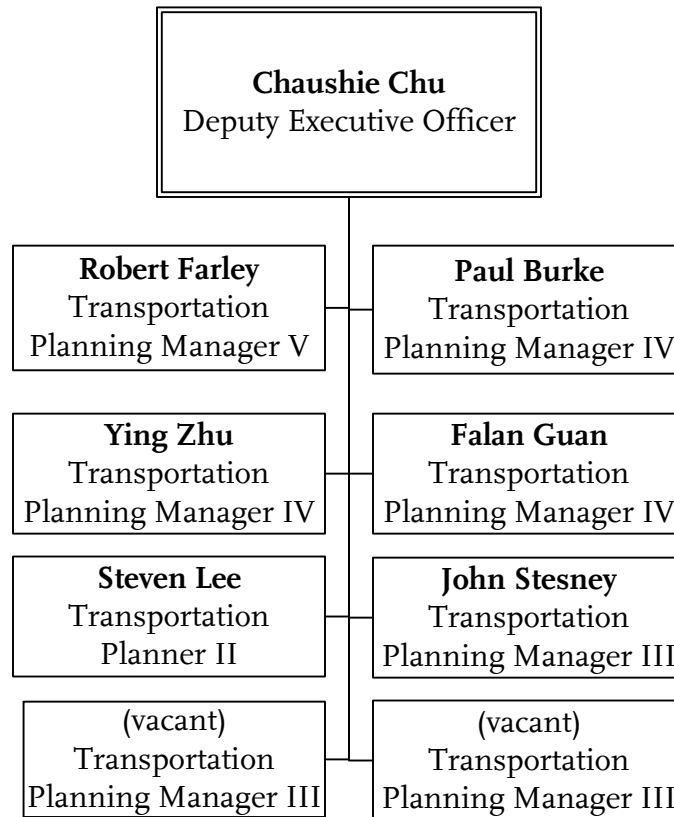 Chaushie Chu
Deputy Executive Officer
Robert Farley
Transportation
Planning Manager V
Paul Burke
Transportation
Planning Manager IV
Ying Zhu
Transportation
Planning Manager IV
Falan Guan
Transportation
Planning Manager IV
Steven Lee
Transportation
Planner II
John Stesney
Transportation
Planning Manager III
(vacant)
Transportation
Planning Manager III
(vacant)
Transportation
Planning Manager III